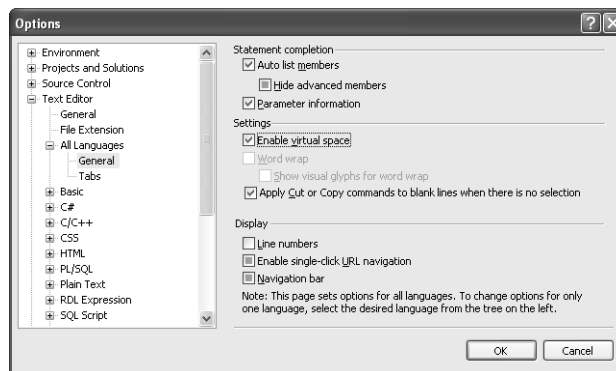 Options
Environment
Projects and Solutions
Source Control
Text Editor
General
File Extension
All Languages
General
Tabs
Basic
C#
C/C++
CSS
HTML
PL/SQL
Plain Text
RDL Expression
SQL Script
Statement completion
Auto list members
Hide advanced members
Parameter information
Settings
Enable virtual space
Word wrap
Show visual glyphs for word wrap
Apply Cut or Copy commands to blank lines when there is no selection
Display
Line numbers
Enable single-click URL navigation
Navigation bar
Note: This page sets options for all languages. To change options for only
one language, select the desired language from the tree on the left.
OK
Cancel